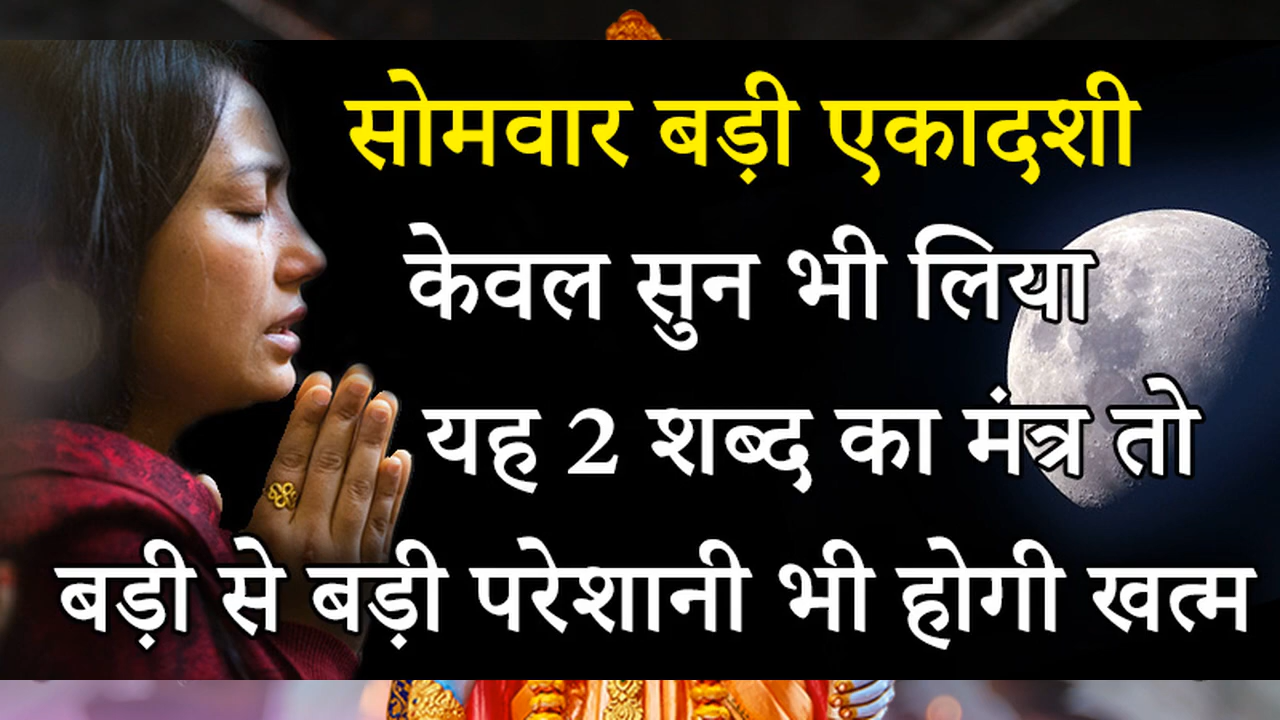 सोमवार बड़ी एकादशी
केवल सुन भी लिया
यह 2 शब्द का मंत्र तो
बड़ी से बड़ी परेशानी भी होगी खत्म